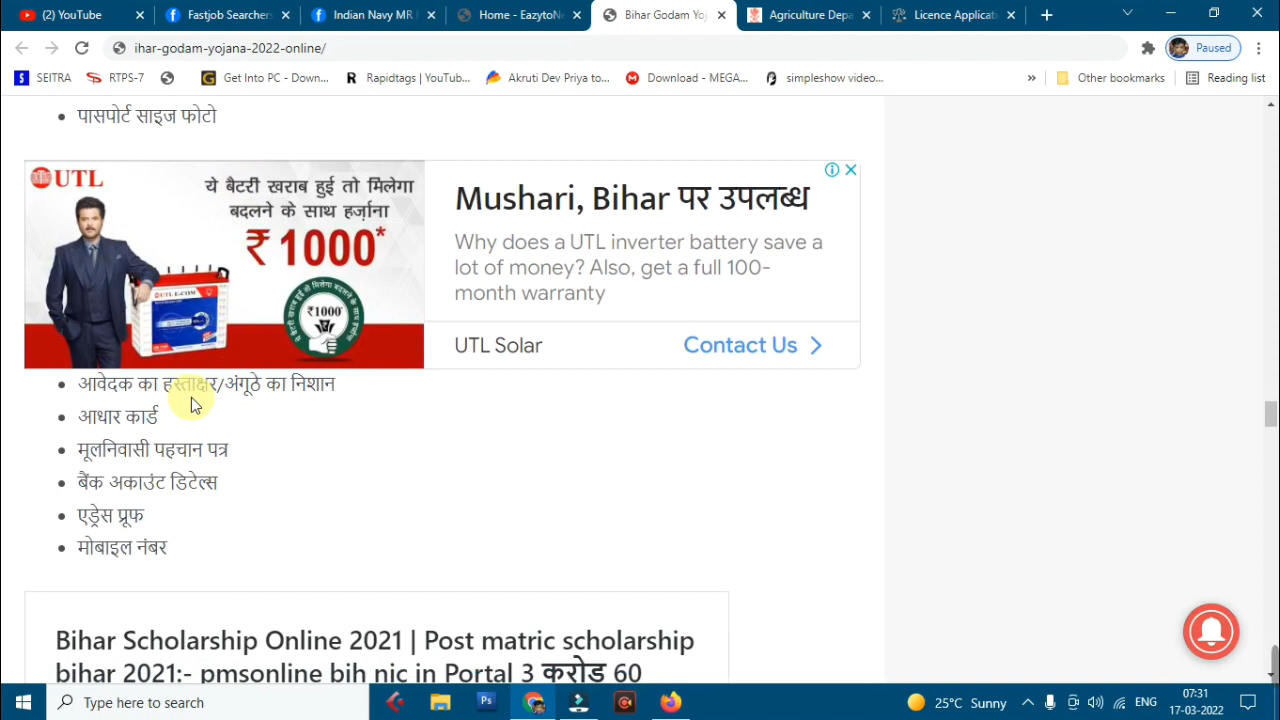 (2) YouTube
Fastjob Searchers
Indian Navy MR
Home - EazytoNe
Bihar Godam Yoj
Agriculture Depa
Licence Applicati
ihar-godam-yojana-2022-online/
Paused
SEITRA
RTPS-7
Get Into PC - Down...
Rapidtags | YouTub...
Akruti Dev Priya to...
Download - MEGA...
simpleshow video...
»
Other bookmarks
Reading list
पासपोर्ट साइज फोटो
UTL
ये बैटरी खराब हुई तो मिलेगा
बदलने के साथ हर्ज़ाना
₹ 1000*
₹1000
UTL E-COM
Mushari, Bihar पर उपलब्ध
Why does a UTL inverter battery save a
lot of money? Also, get a full 100-
month warranty
UTL Solar
Contact Us
आवेदक का हस्ताक्षर/अंगूठे का निशान
आधार कार्ड
मूलनिवासी पहचान पत्र
बैंक अकाउंट डिटेल्स
एड्रेस प्रूफ
मोबाइल नंबर
Bihar Scholarship Online 2021 | Post matric scholarship
bihar 2021:- pmsonline bih nic in Portal 3 करोड 60
Type here to search
25°C Sunny
ENG
07:31
17-03-2022